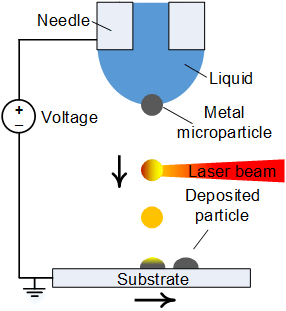 Needle
Liquid
Voltage
Metal
microparticle
Laser beam
Deposited
particle
Substrate